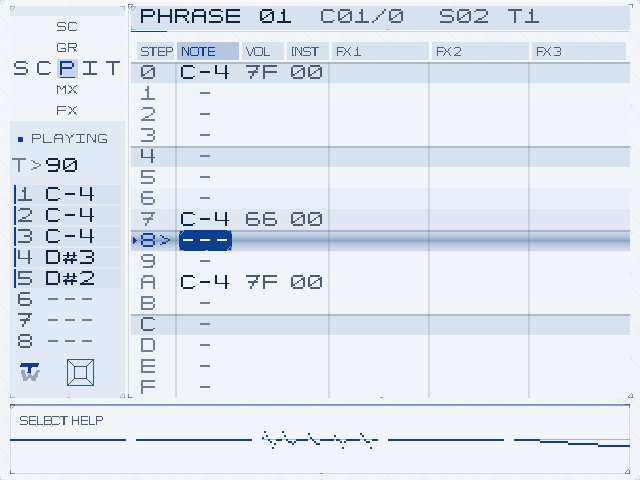 PHRASE 01 C01/0 S02 T1
SC
GR
S C P I T
MX
FX
PLAYING
T>90
1 C-4
2 C-4
3 C-4
4 D#3
5 D#2
6 ---
7 ---
8 ---
TW
STEP NOTE VOL INST FX1 FX2 FX3
0 C-4 7F 00
1 -
2 -
3 -
4 -
5 -
6 -
7 C-4 66 00
8> ---
9 -
A C-4 7F 00
B -
C -
D -
E -
F -
SELECT HELP